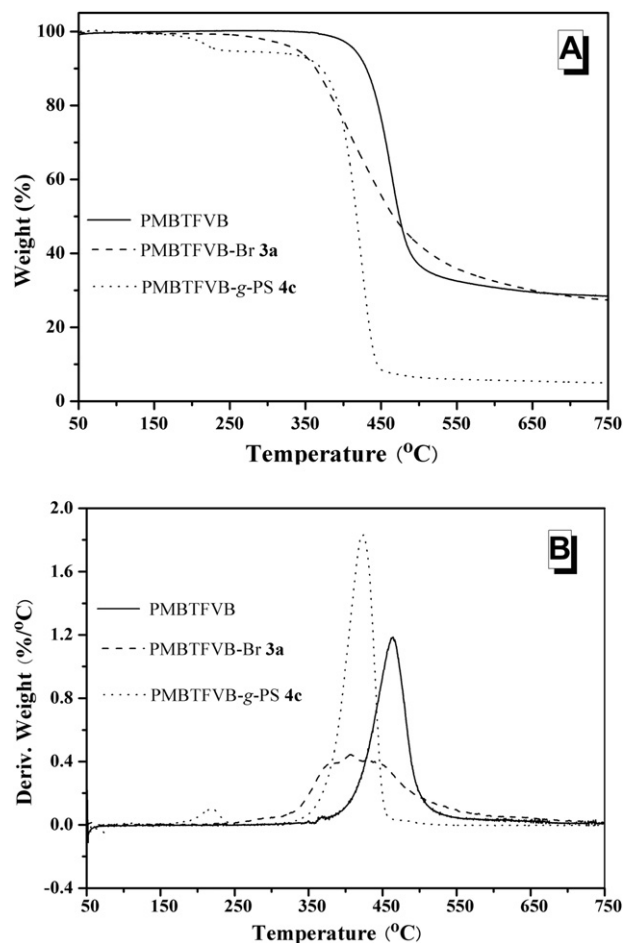 A
100
80
60
40
20
0
Weight (%)
PMBTFVB
PMBTFVB-Br 3a
PMBTFVB-g-PS 4c
50 150 250 350 450 550 650 750
Temperature (°C)
B
2.0
1.6
1.2
0.8
0.4
0.0
-0.4
Deriv. Weight (%/°C)
PMBTFVB
PMBTFVB-Br 3a
PMBTFVB-g-PS 4c
50 150 250 350 450 550 650 750
Temperature (°C)